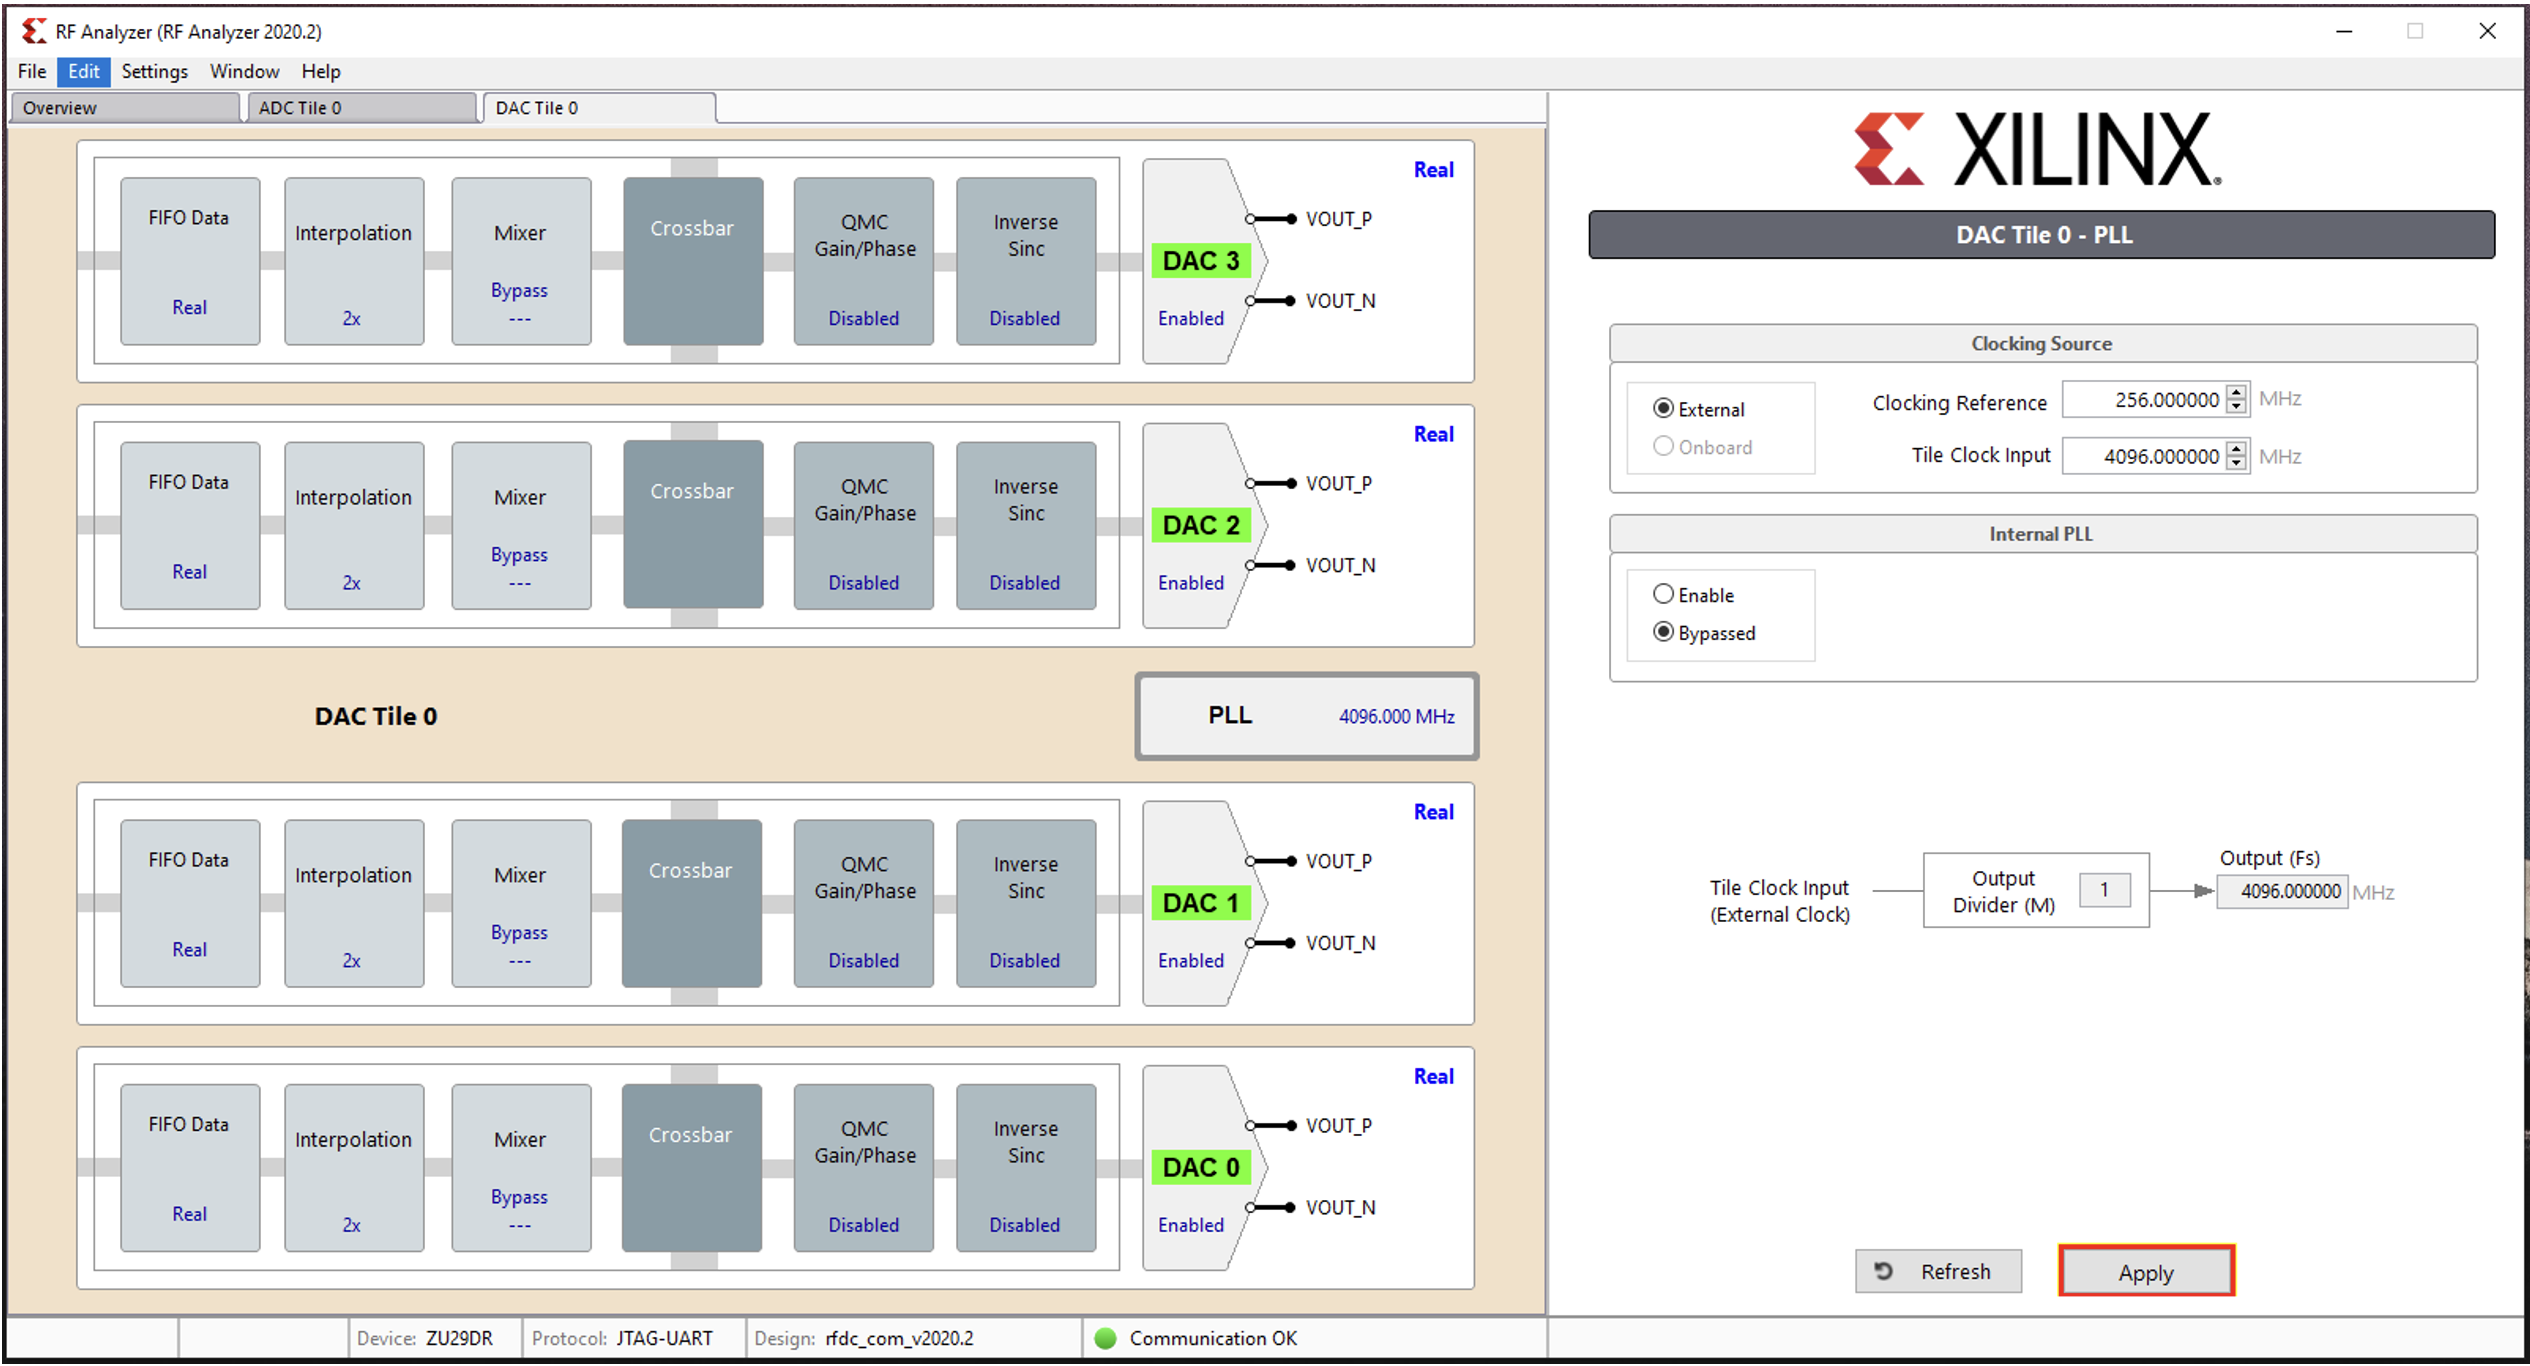 RF Analyzer (RF Analyzer 2020.2)
File Edit Settings Window Help
Overview ADC Tile 0 DAC Tile 0
Real
FIFO Data
Real
Interpolation
2x
Mixer
Bypass
---
Crossbar
QMC
Gain/Phase
Disabled
Inverse
Sinc
Disabled
DAC 3
Enabled
VOUT_P
VOUT_N
Real
FIFO Data
Real
Interpolation
2x
Mixer
Bypass
---
Crossbar
QMC
Gain/Phase
Disabled
Inverse
Sinc
Disabled
DAC 2
Enabled
VOUT_P
VOUT_N
DAC Tile 0
PLL 4096.000 MHz
Real
FIFO Data
Real
Interpolation
2x
Mixer
Bypass
---
Crossbar
QMC
Gain/Phase
Disabled
Inverse
Sinc
Disabled
DAC 1
Enabled
VOUT_P
VOUT_N
Real
FIFO Data
Real
Interpolation
2x
Mixer
Bypass
---
Crossbar
QMC
Gain/Phase
Disabled
Inverse
Sinc
Disabled
DAC 0
Enabled
VOUT_P
VOUT_N
XILINX.
DAC Tile 0 - PLL
Clocking Source
External
Onboard
Clocking Reference 256.000000 MHz
Tile Clock Input 4096.000000 MHz
Internal PLL
Enable
Bypassed
Tile Clock Input
(External Clock)
Output
Divider (M)
1
Output (Fs)
4096.000000 MHz
Refresh
Apply
Device: ZU29DR Protocol: JTAG-UART Design: rfdc_com_v2020.2 Communication OK